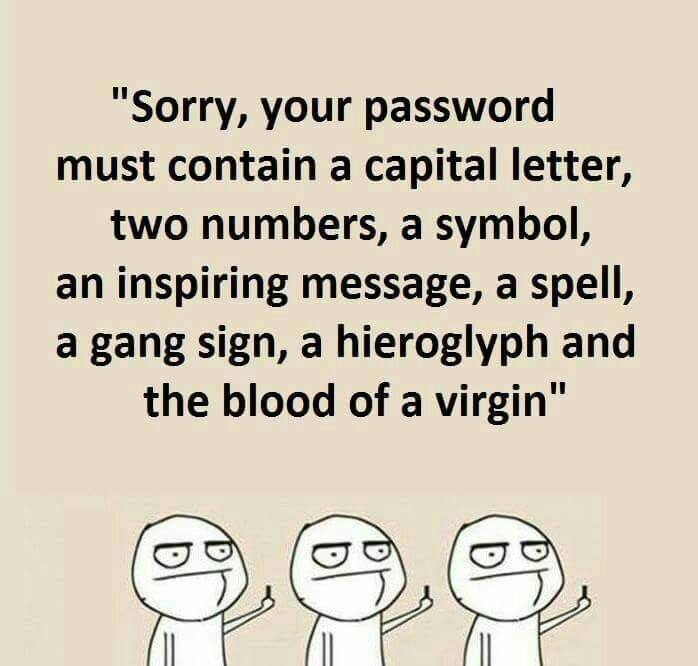 "Sorry, your password
must contain a capital letter,
two numbers, a symbol,
an inspiring message, a spell,
a gang sign, a hieroglyph and
the blood of a virgin"